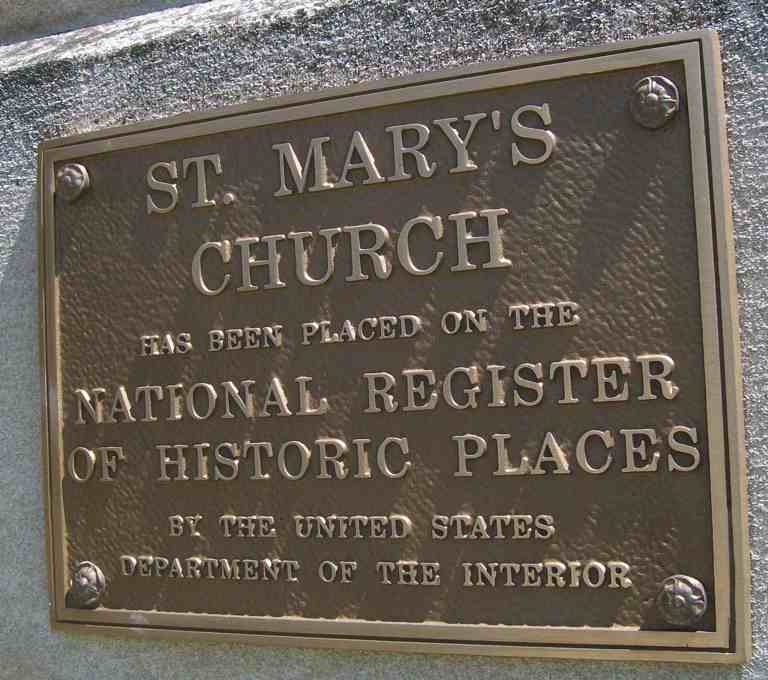 ST. MARY'S
CHURCH
HAS BEEN PLACED ON THE
NATIONAL REGISTER
OF HISTORIC PLACES
BY THE UNITED STATES
DEPARTMENT OF THE INTERIOR